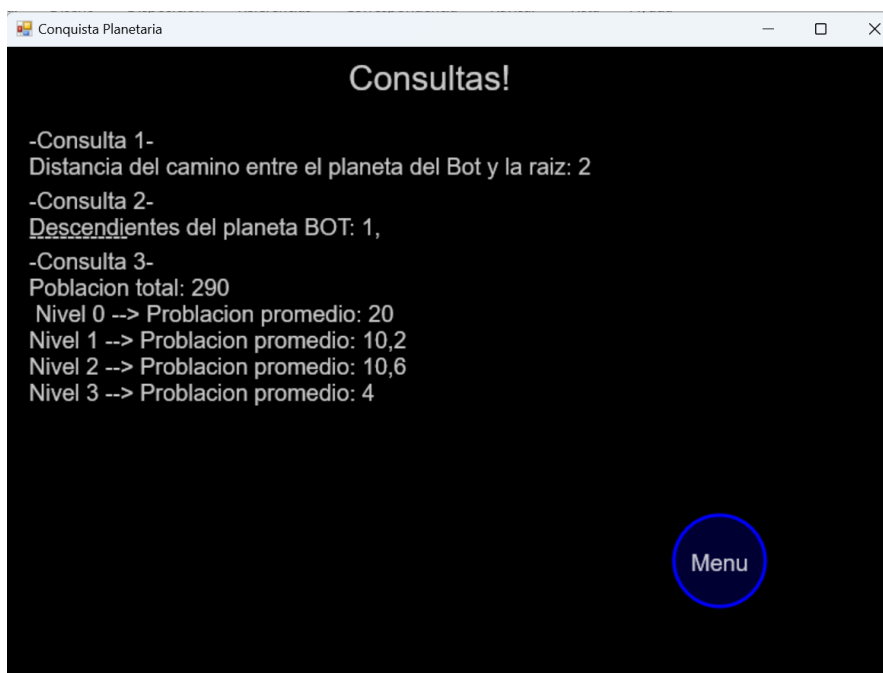 Conquista Planetaria
Consultas!
-Consulta 1-
Distancia del camino entre el planeta del Bot y la raiz: 2
-Consulta 2-
Descendientes del planeta BOT: 1,
-Consulta 3-
Poblacion total: 290
Nivel 0 --> Problacion promedio: 20
Nivel 1 --> Problacion promedio: 10,2
Nivel 2 --> Problacion promedio: 10,6
Nivel 3 --> Problacion promedio: 4
Menu